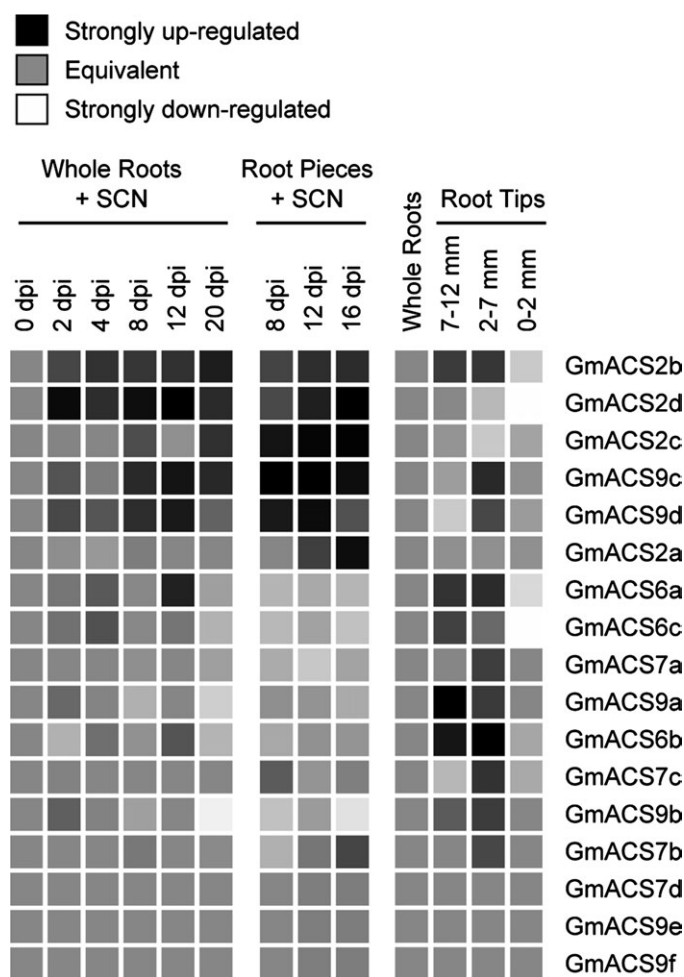 Strongly up-regulated
Equivalent
Strongly down-regulated
Whole Roots
+ SCN
Root Pieces
+ SCN
Whole Roots
Root Tips
0 dpi
2 dpi
4 dpi
8 dpi
12 dpi
20 dpi
8 dpi
12 dpi
16 dpi
7-12 mm
2-7 mm
0-2 mm
GmACS2b
GmACS2d
GmACS2c
GmACS9c
GmACS9d
GmACS2a
GmACS6a
GmACS6c
GmACS7a
GmACS9a
GmACS6b
GmACS7c
GmACS9b
GmACS7b
GmACS7d
GmACS9e
GmACS9f